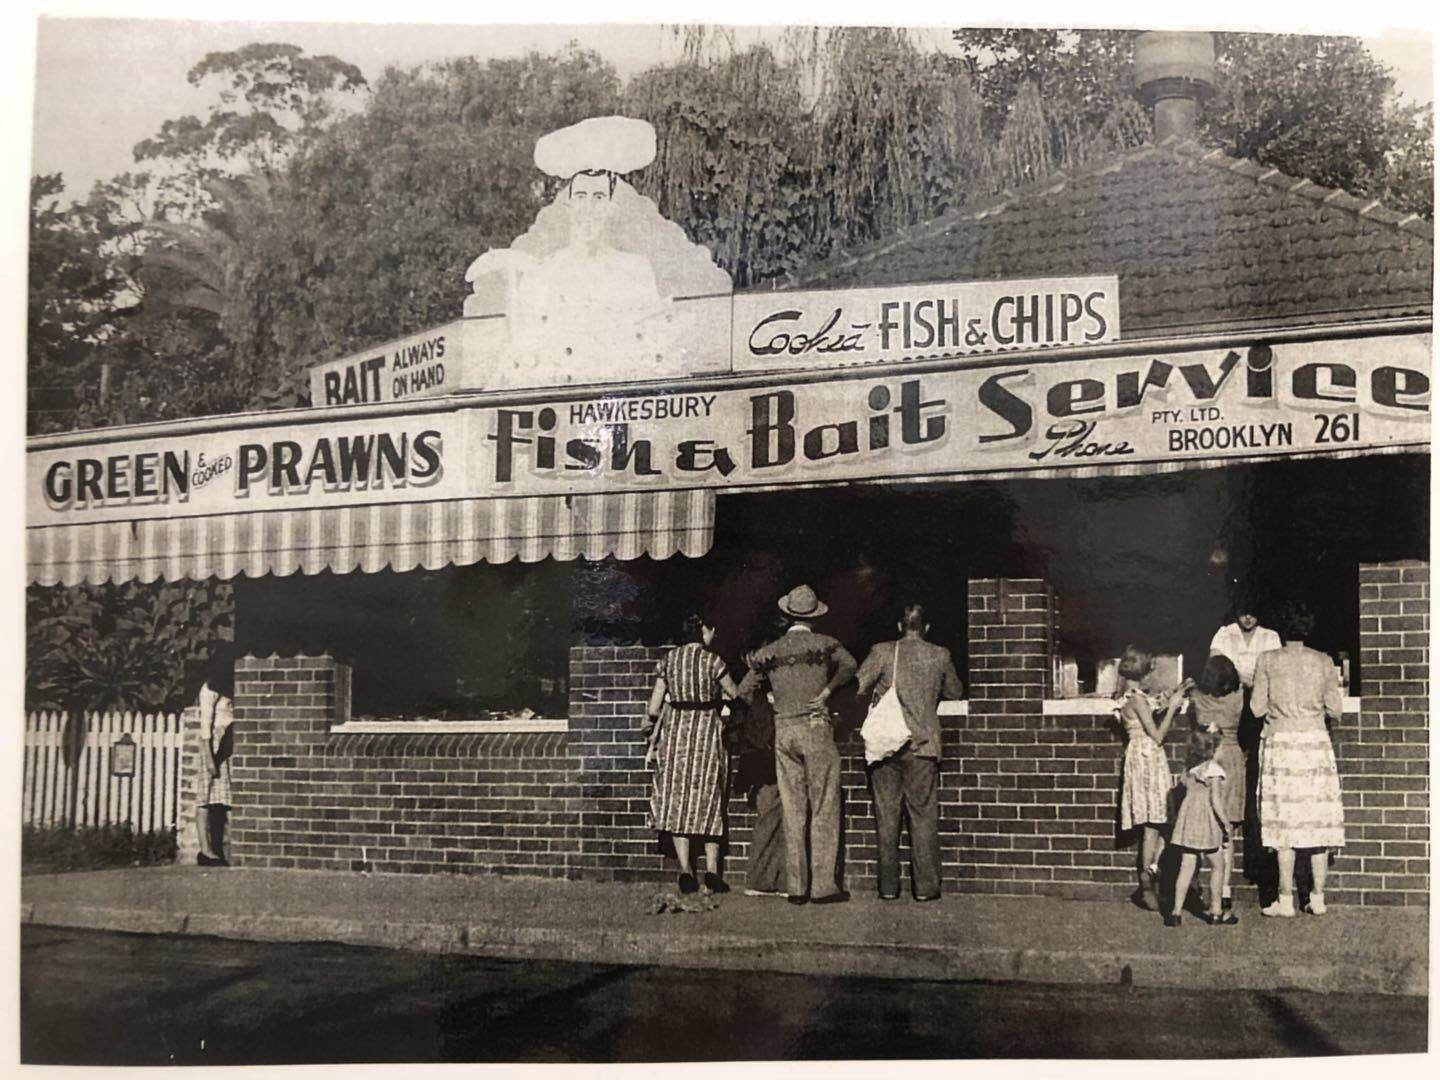 BAIT ALWAYS
ON HAND
Cooked FISH & CHIPS
GREEN & COOKED PRAWNS
HAWKESBURY
Fish & Bait Service
PTY. LTD.
Phone BROOKLYN 261